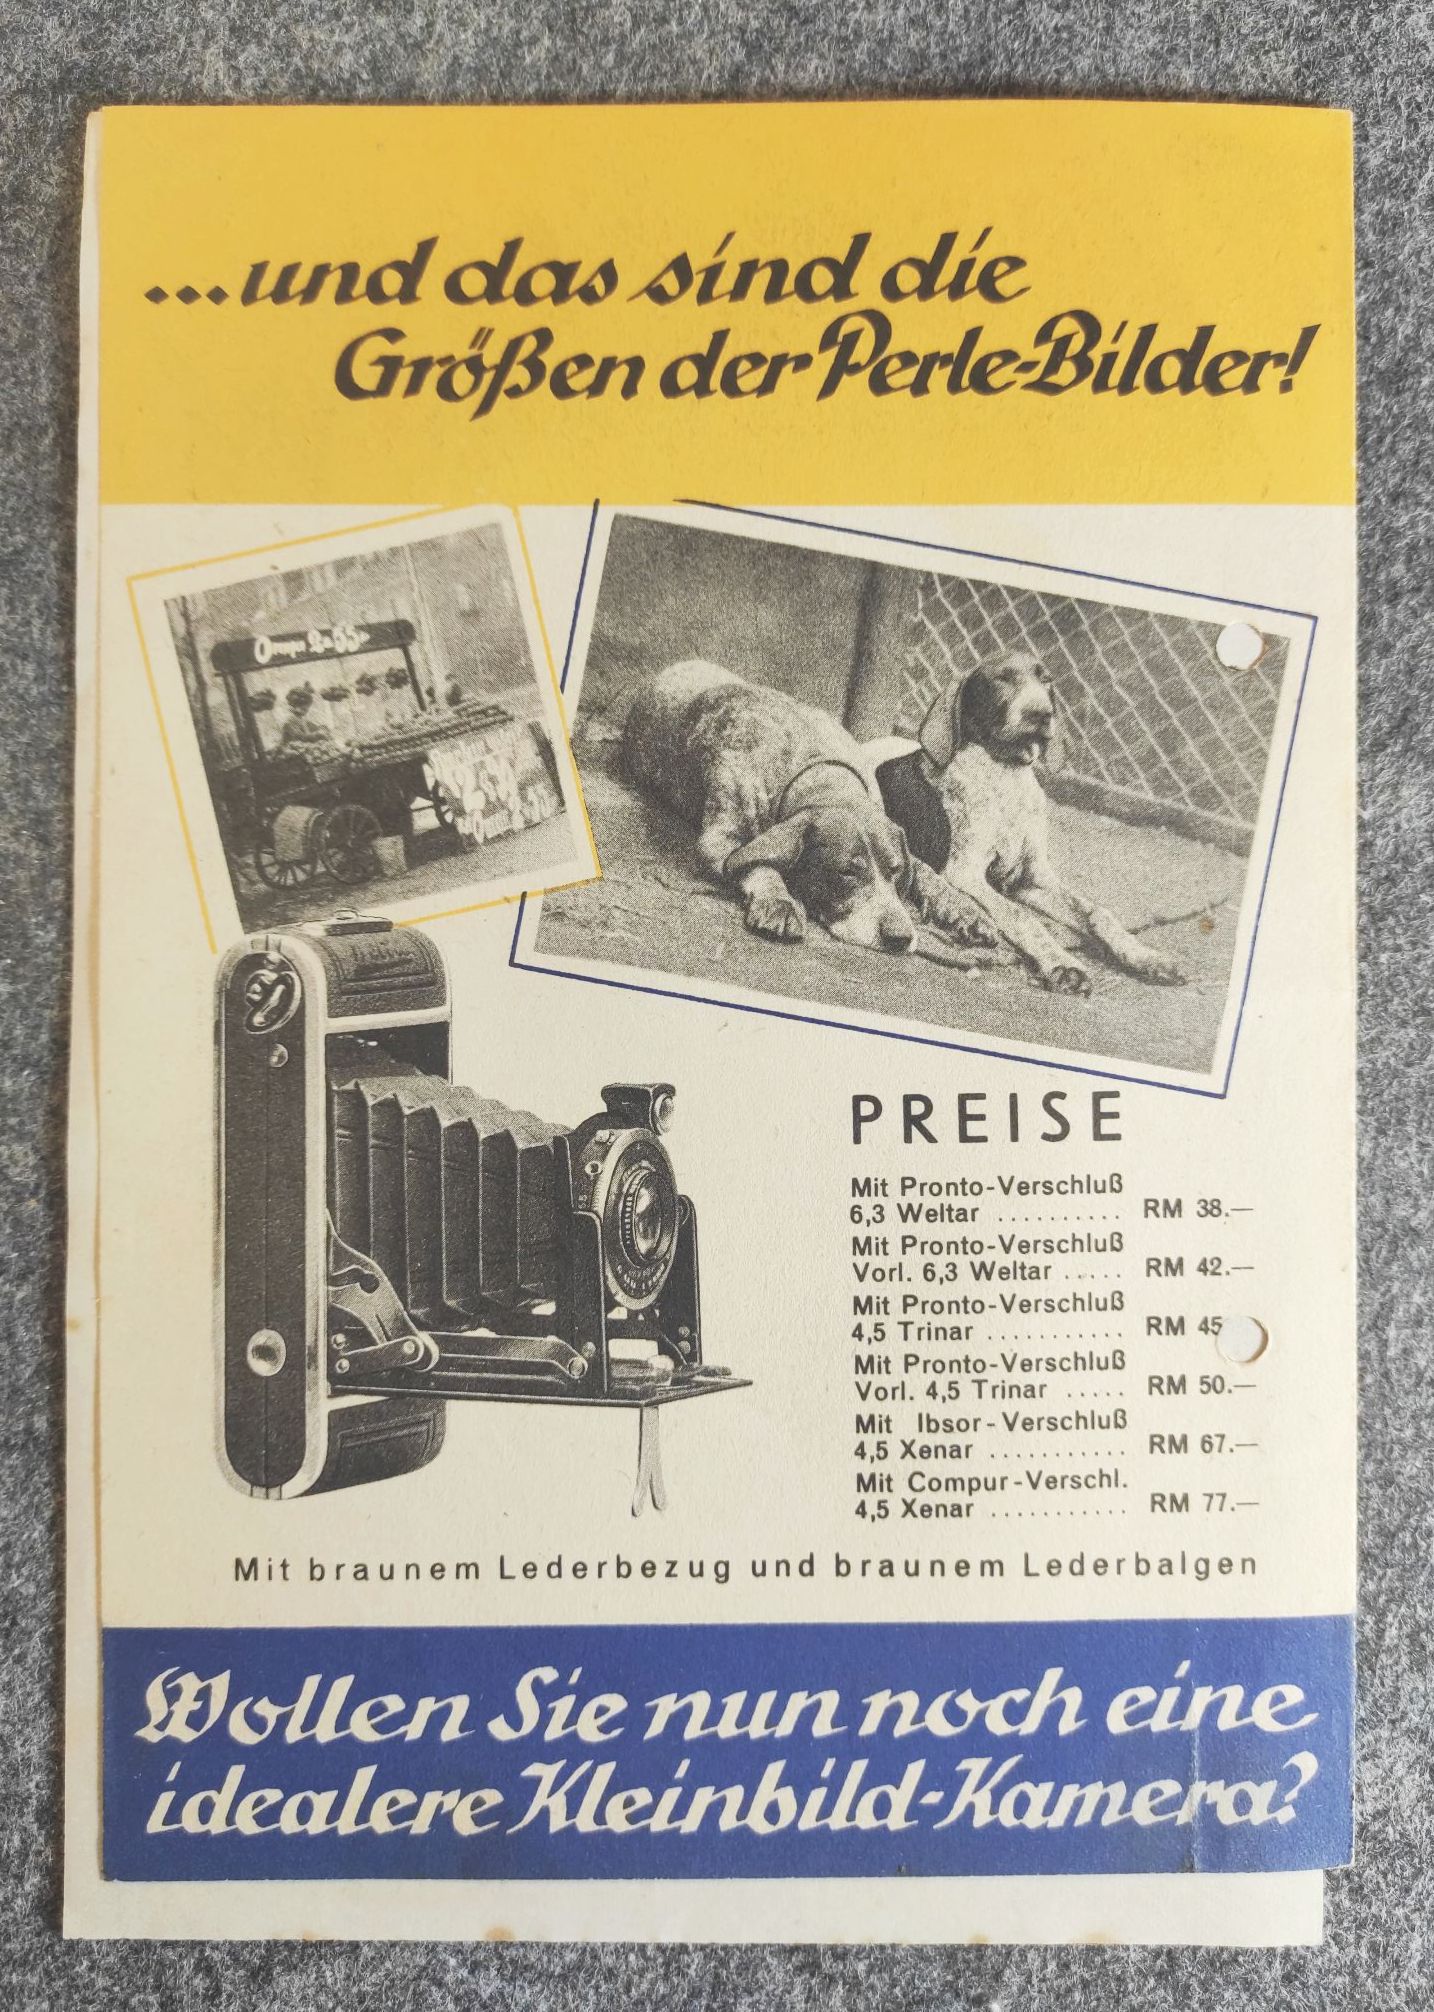 ...und das sind die
Größen der Perle-Bilder!
PREISE
Mit Pronto-Verschluß
6,3 Weltar .......... RM 38.—
Mit Pronto-Verschluß
Vorl. 6,3 Weltar ..... RM 42.—
Mit Pronto-Verschluß
4,5 Trinar ........... RM 45
Mit Pronto-Verschluß
Vorl. 4,5 Trinar ..... RM 50.—
Mit Ibsor-Verschluß
4,5 Xenar ........... RM 67.—
Mit Compur-Verschl.
4,5 Xenar ........... RM 77.—
Mit braunem Lederbezug und braunem Lederbalgen
Wollen Sie nun noch eine
idealere Kleinbild-Kamera?